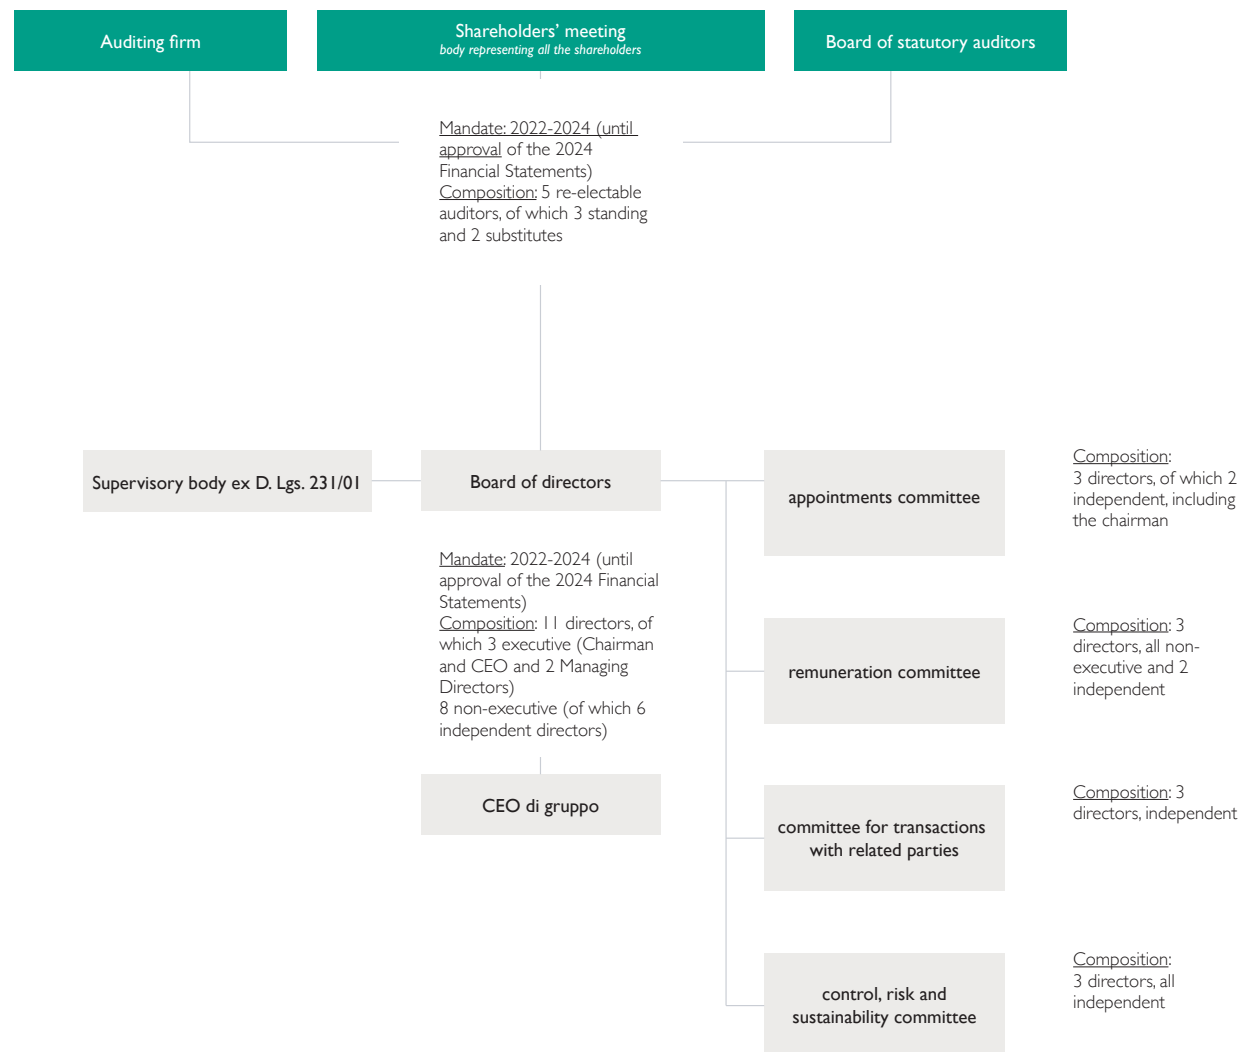 Auditing firm
Shareholders' meeting
body representing all the shareholders
Board of statutory auditors
Mandate: 2022-2024 (until
approval of the 2024
Financial Statements)
Composition: 5 re-electable
auditors, of which 3 standing
and 2 substitutes
Supervisory body ex D. Lgs. 231/01
Board of directors
appointments committee
Composition:
3 directors, of which 2
independent, including
the chairman
Mandate: 2022-2024 (until
approval of the 2024 Financial
Statements)
Composition: 11 directors, of
which 3 executive (Chairman
and CEO and 2 Managing
Directors)
8 non-executive (of which 6
independent directors)
remuneration committee
Composition: 3
directors, all non-
executive and 2
independent
CEO di gruppo
committee for transactions
with related parties
Composition: 3
directors, independent
control, risk and
sustainability committee
Composition:
3 directors, all
independent